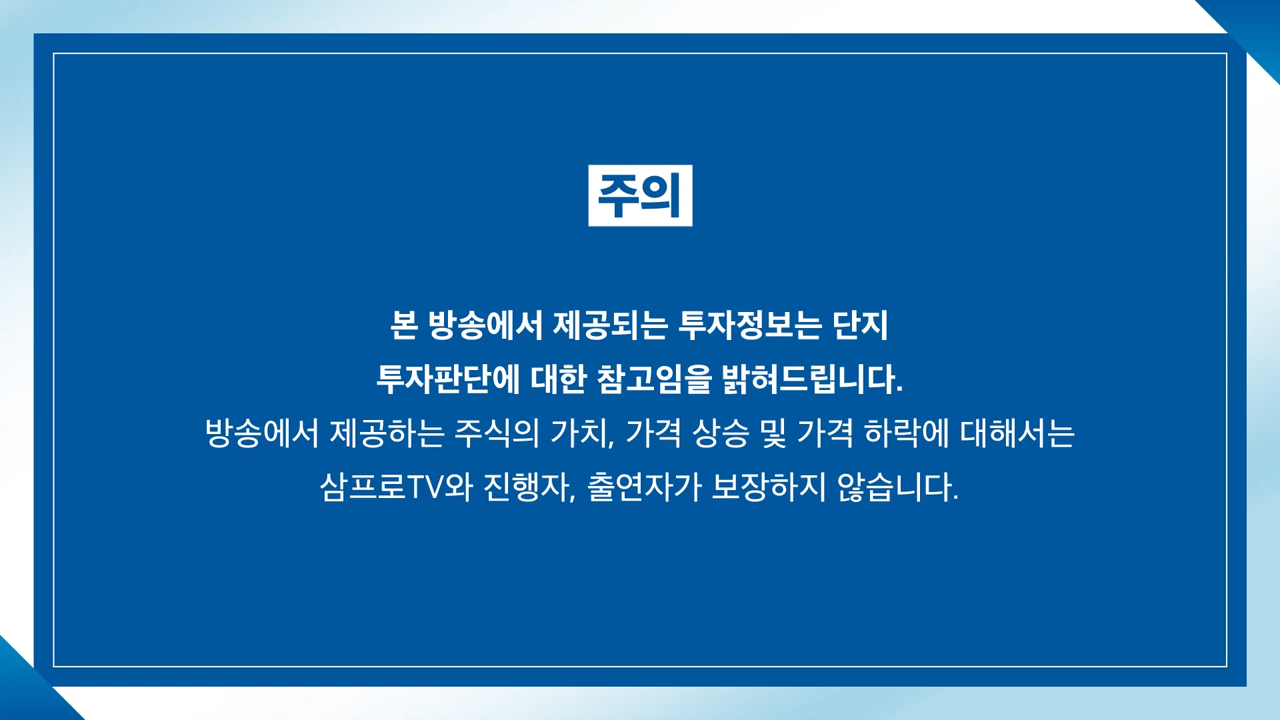 주의
본 방송에서 제공되는 투자정보는 단지
투자판단에 대한 참고임을 밝혀드립니다.
방송에서 제공하는 주식의 가치, 가격 상승 및 가격 하락에 대해서는
삼프로TV와 진행자, 출연자가 보장하지 않습니다.